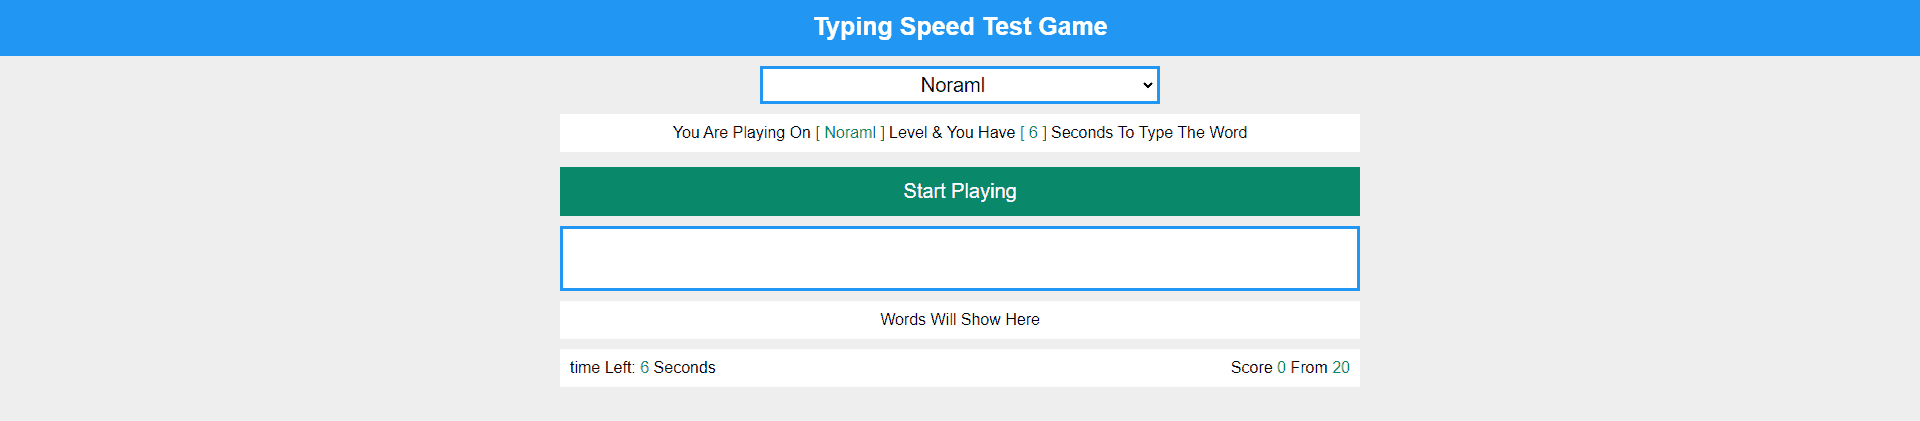 Typing Speed Test Game
Noraml
You Are Playing On [ Noraml ] Level & You Have [ 6 ] Seconds To Type The Word
Start Playing
Words Will Show Here
time Left: 6 Seconds
Score 0 From 20